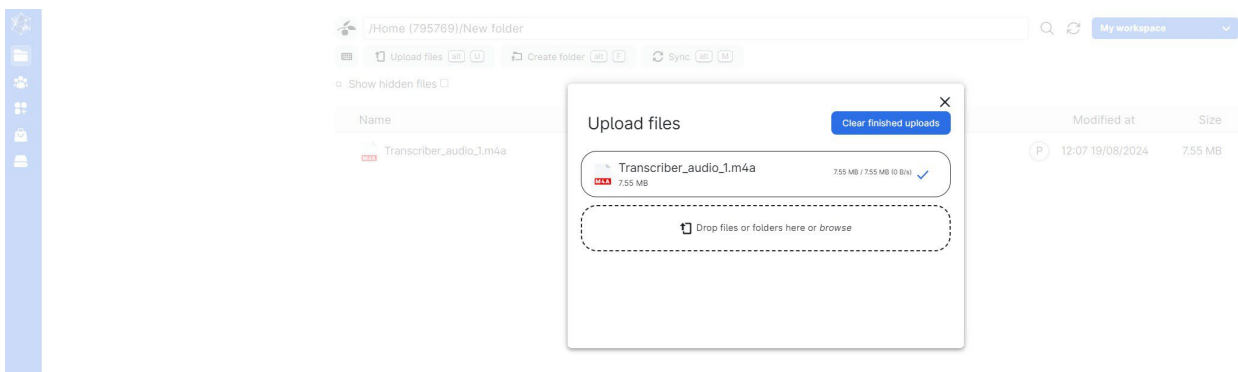 /Home (795769)/New folder
My workspace
Upload files alt U
Create folder alt F
Sync alt M
Show hidden files
Name
Modified at
Size
M4A
Transcriber_audio_1.m4a
P
12:07 19/08/2024
7.55 MB
Upload files
Clear finished uploads
M4A
Transcriber_audio_1.m4a
7.55 MB
7.55 MB / 7.55 MB (0 B/s)
Drop files or folders here or browse